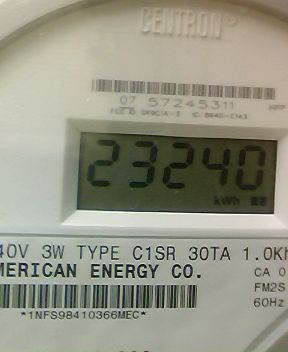 CENTRON
07 57245311
23240
kWh
40V 3W TYPE C1SR 30TA 1.0Kh
MERICAN ENERGY CO.
CA 0
FM2S
60Hz
*1NFS98410366MEC*